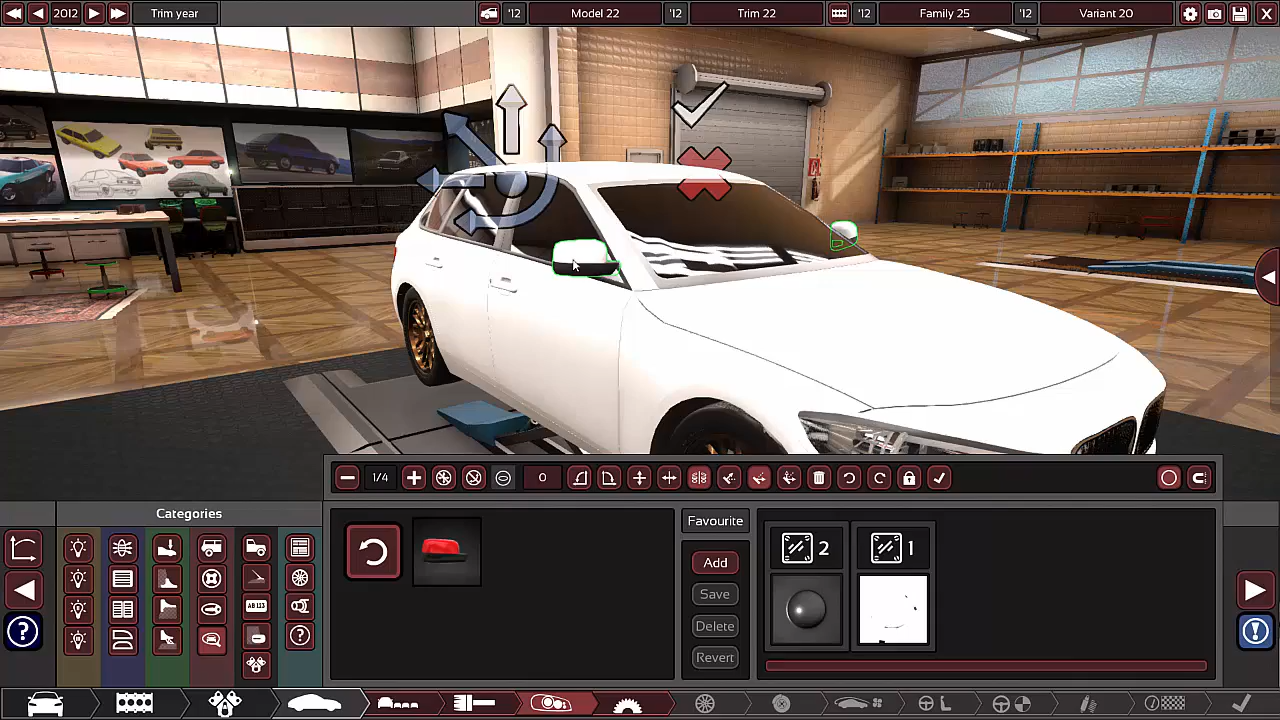 2012 Trim year '12 Model 22 '12 Trim 22 '12 Family 25 '12 Variant 20
1/4 0
Categories
Favourite
2 1
Add
Save
AB 123
Delete
Revert